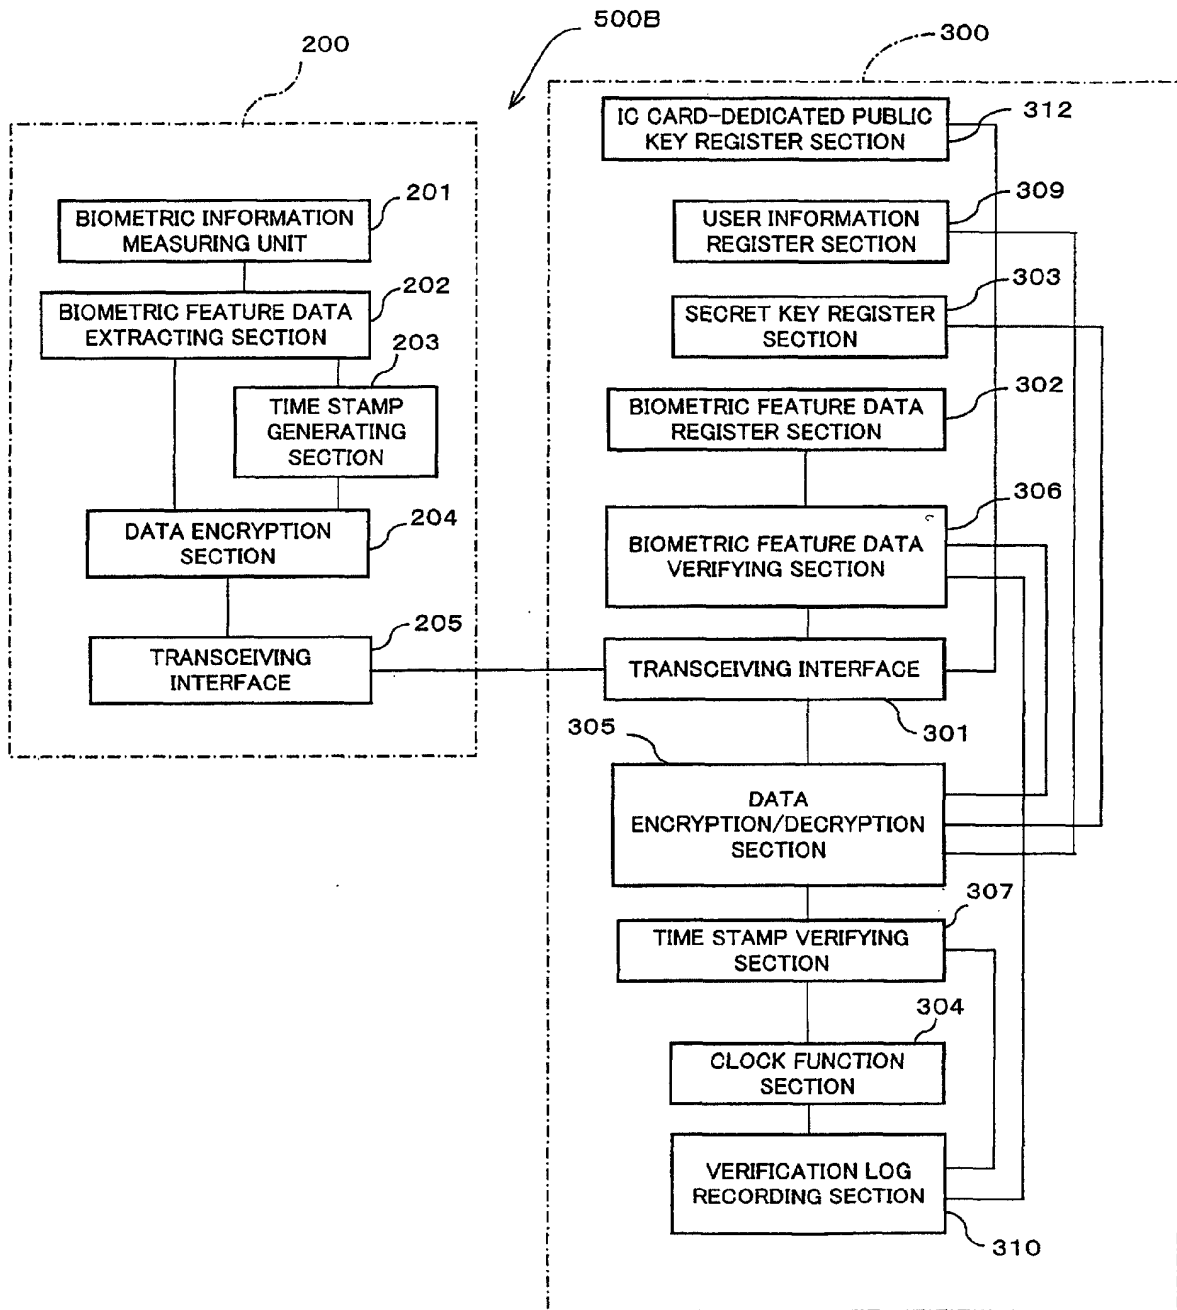 500B
200
BIOMETRIC INFORMATION
MEASURING UNIT
201
BIOMETRIC FEATURE DATA
EXTRACTING SECTION
202
TIME STAMP
GENERATING
SECTION
203
DATA ENCRYPTION
SECTION
204
TRANSCEIVING
INTERFACE
205
300
IC CARD-DEDICATED PUBLIC
KEY REGISTER SECTION
312
USER INFORMATION
REGISTER SECTION
309
SECRET KEY REGISTER
SECTION
303
BIOMETRIC FEATURE DATA
REGISTER SECTION
302
BIOMETRIC FEATURE DATA
VERIFYING SECTION
306
TRANSCEIVING INTERFACE
301
DATA
ENCRYPTION/DECRYPTION
SECTION
305
TIME STAMP VERIFYING
SECTION
307
CLOCK FUNCTION
SECTION
304
VERIFICATION LOG
RECORDING SECTION
310